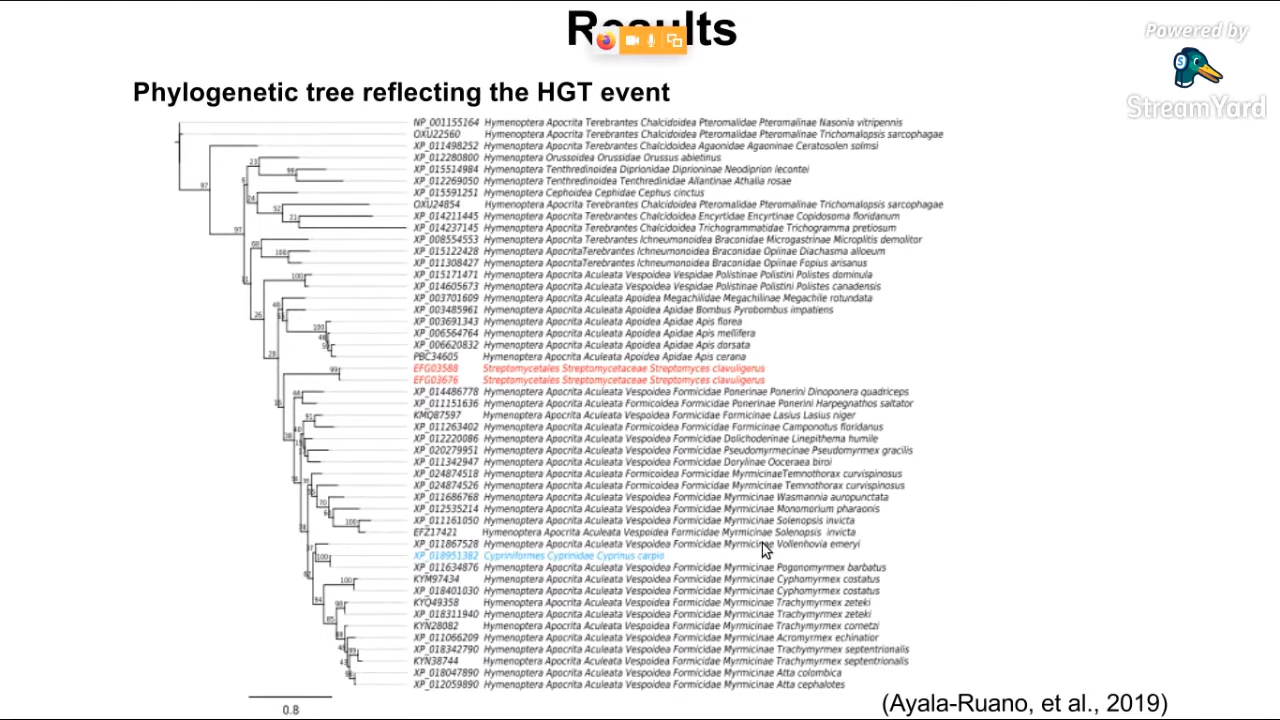 Results
Powered by
StreamYard
Phylogenetic tree reflecting the HGT event
NP_001155164 Hymenoptera Apocrita Terebrantes Chalcidoidea Pteromalidae Pteromalinae Nasonia vitripennis
OXU22560 Hymenoptera Apocrita Terebrantes Chalcidoidea Pteromalidae Pteromalinae Trichomalopsis sarcophagae
XP_011498252 Hymenoptera Apocrita Terebrantes Chalcidoidea Agaonidae Agaoninae Ceratosolen solmsi
XP_012280800 Hymenoptera Orussoidea Orussidae Orussus abietinus
XP_015514984 Hymenoptera Tenthredinoidea Diprionidae Diprioninae Neodiprion lecontei
XP_012269050 Hymenoptera Tenthredinoidea Tenthredinidae Allantinae Athalia rosae
XP_015591251 Hymenoptera Cephoidea Cephidae Cephus cinctus
OXU24854 Hymenoptera Apocrita Terebrantes Chalcidoidea Pteromalidae Pteromalinae Trichomalopsis sarcophagae
XP_014211445 Hymenoptera Apocrita Terebrantes Chalcidoidea Encyrtidae Encyrtinae Copidosoma floridanum
XP_014237145 Hymenoptera Apocrita Terebrantes Chalcidoidea Trichogrammatidae Trichogramma pretiosum
XP_008554553 Hymenoptera Apocrita Terebrantes Ichneumonoidea Braconidae Microgastrinae Microplitis demolitor
XP_015122428 Hymenoptera ApocritaTerebrantes Ichneumonoidea Braconidae Opiinae Diachasma alloeum
XP_011308427 Hymenoptera ApocritaTerebrantes Ichneumonoidea Braconidae Opiinae Fopius arisanus
XP_015171471 Hymenoptera Apocrita Aculeata Vespoidea Vespidae Polistinae Polistini Polistes dominula
XP_014605673 Hymenoptera Apocrita Aculeata Vespoidea Vespidae Polistinae Polistini Polistes canadensis
XP_003701609 Hymenoptera Apocrita Aculeata Apoidea Megachilidae Megachilinae Megachile rotundata
XP_003485961 Hymenoptera Apocrita Aculeata Apoidea Apidae Bombus Pyrobombus impatiens
XP_003691343 Hymenoptera Apocrita Aculeata Apoidea Apidae Apis florea
XP_006564764 Hymenoptera Apocrita Aculeata Apoidea Apidae Apis mellifera
XP_006620832 Hymenoptera Apocrita Aculeata Apoidea Apidae Apis dorsata
PBC34605 Hymenoptera Apocrita Aculeata Apoidea Apidae Apis cerana
EFG03588 Streptomycetales Streptomycetaceae Streptomyces clavuligerus
EFG03676 Streptomycetales Streptomycetaceae Streptomyces clavuligerus
XP_014486778 Hymenoptera Apocrita Aculeata Vespoidea Formicidae Ponerinae Ponerini Dinoponera quadriceps
XP_011151636 Hymenoptera Apocrita Aculeata Formicoidea Formicidae Ponerinae Ponerini Harpegnathos saltator
KMQ87597 Hymenoptera Apocrita Aculeata Vespoidea Formicidae Formicinae Lasius Lasius niger
XP_011263402 Hymenoptera Apocrita Aculeata Formicoidea Formicidae Formicinae Camponotus floridanus
XP_012220086 Hymenoptera Apocrita Aculeata Vespoidea Formicidae Dolichoderinae Linepithema humile
XP_020279951 Hymenoptera Apocrita Aculeata Vespoidea Formicidae Pseudomyrmecinae Pseudomyrmex gracilis
XP_011342947 Hymenoptera Apocrita Aculeata Vespoidea Formicidae Dorylinae Ooceraea biroi
XP_024874518 Hymenoptera Apocrita Aculeata Formicoidea Formicidae MyrmicinaeTemnothorax curvispinosus
XP_024874526 Hymenoptera Apocrita Aculeata Vespoidea Formicidae Myrmicinae Temnothorax curvispinosus
XP_011686768 Hymenoptera Apocrita Aculeata Vespoidea Formicidae Myrmicinae Wasmannia auropunctata
XP_012535214 Hymenoptera Apocrita Aculeata Vespoidea Formicidae Myrmicinae Monomorium pharaonis
XP_011161050 Hymenoptera Apocrita Aculeata Vespoidea Formicidae Myrmicinae Solenopsis invicta
EFZ17421 Hymenoptera Apocrita Aculeata Vespoidea Formicidae Myrmicinae Solenopsis invicta
XP_011867528 Hymenoptera Apocrita Aculeata Vespoidea Formicidae Myrmicinae Vollenhovia emeryi
XP_018951382 Cypriniformes Cyprinidae Cyprinus carpio
XP_011634876 Hymenoptera Apocrita Aculeata Vespoidea Formicidae Myrmicinae Pogonomyrmex barbatus
KYM97434 Hymenoptera Apocrita Aculeata Vespoidea Formicidae Myrmicinae Cyphomyrmex costatus
XP_018401030 Hymenoptera Apocrita Aculeata Vespoidea Formicidae Myrmicinae Cyphomyrmex costatus
KYQ49358 Hymenoptera Apocrita Aculeata Vespoidea Formicidae Myrmicinae Trachymyrmex zeteki
XP_018311940 Hymenoptera Apocrita Aculeata Vespoidea Formicidae Myrmicinae Trachymyrmex zeteki
KYN28082 Hymenoptera Apocrita Aculeata Vespoidea Formicidae Myrmicinae Trachymyrmex cornetzi
XP_011066209 Hymenoptera Apocrita Aculeata Vespoidea Formicidae Myrmicinae Acromyrmex echinatior
XP_018342790 Hymenoptera Apocrita Aculeata Vespoidea Formicidae Myrmicinae Trachymyrmex septentrionalis
KYN38744 Hymenoptera Apocrita Aculeata Vespoidea Formicidae Myrmicinae Trachymyrmex septentrionalis
XP_018047890 Hymenoptera Apocrita Aculeata Vespoidea Formicidae Myrmicinae Atta colombica
XP_012059890 Hymenoptera Apocrita Aculeata Vespoidea Formicidae Myrmicinae Atta cephalotes
0.8
(Ayala-Ruano, et al., 2019)